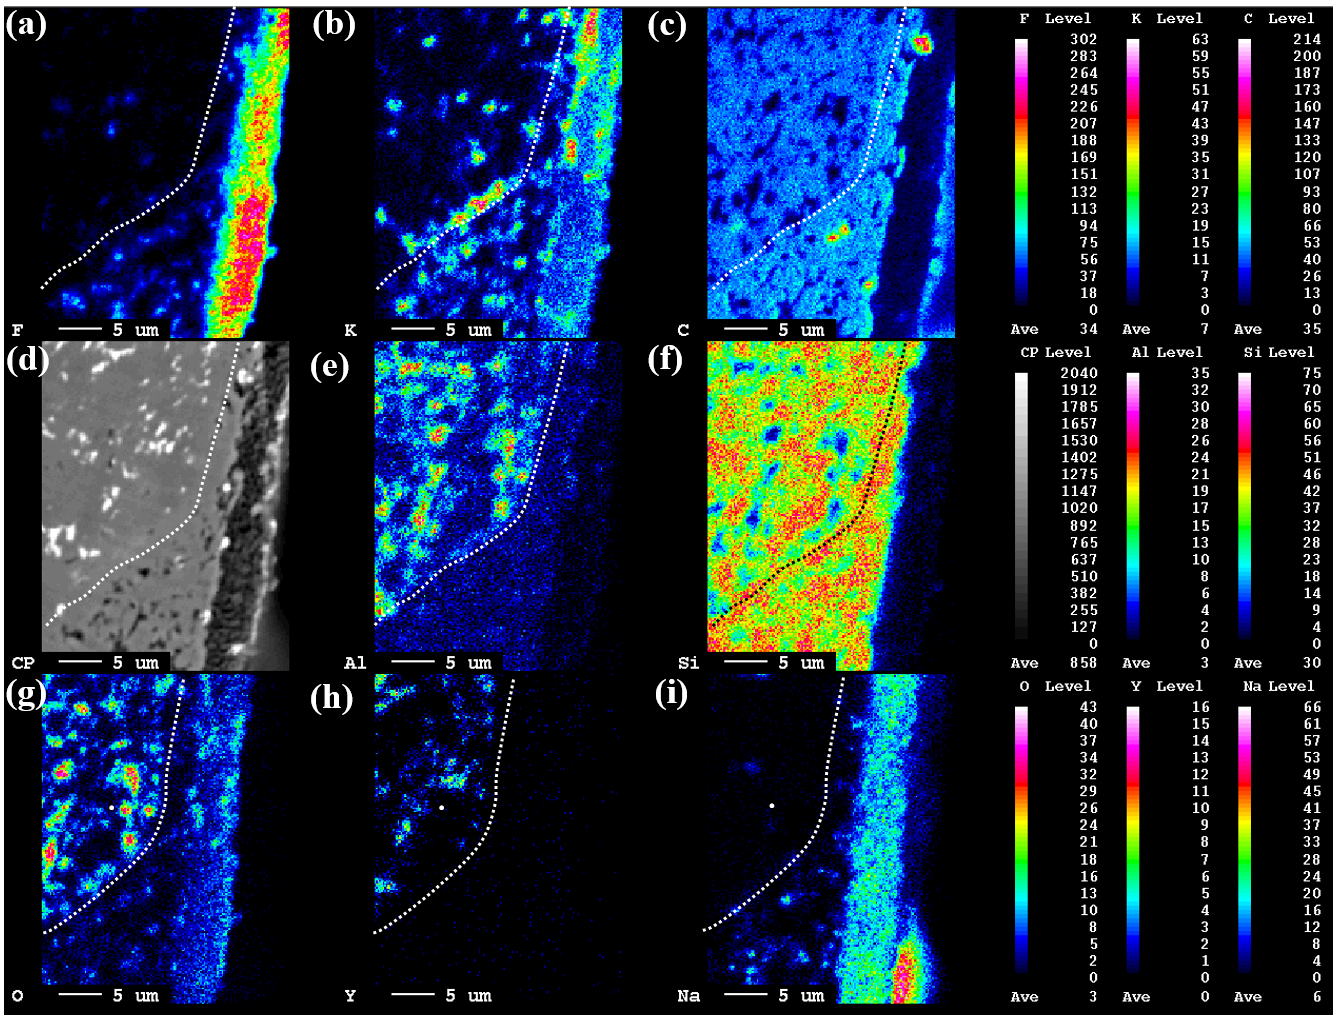 (a)
(b)
(c)
F 5 um
K 5 um
C 5 um
F Level K Level C Level
302 63 214
283 59 200
264 55 187
245 51 173
226 47 160
207 43 147
188 39 133
169 35 120
151 31 107
132 27 93
113 23 80
94 19 66
75 15 53
56 11 40
37 7 26
18 3 13
0 0 0
Ave 34 Ave 7 Ave 35
(d)
(e)
(f)
CP 5 um
Al 5 um
Si 5 um
CP Level Al Level Si Level
2040 35 75
1912 32 70
1785 30 65
1657 28 60
1530 26 56
1402 24 51
1275 21 46
1147 19 42
1020 17 37
892 15 32
765 13 28
637 10 23
510 8 18
382 6 14
255 4 9
127 2 4
0 0 0
Ave 858 Ave 3 Ave 30
(g)
(h)
(i)
O 5 um
Y 5 um
Na 5 um
O Level Y Level Na Level
43 16 66
40 15 61
37 14 57
34 13 53
32 12 49
29 11 45
26 10 41
24 9 37
21 8 33
18 7 28
16 6 24
13 5 20
10 4 16
8 3 12
5 2 8
2 1 4
0 0 0
Ave 3 Ave 0 Ave 6